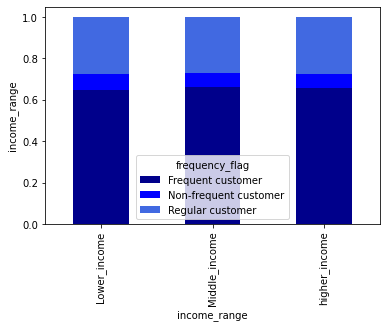 1.0
0.8
0.6
0.4
0.2
0.0
income_range
frequency_flag
Frequent customer
Non-frequent customer
Regular customer
Lower_income
Middle_income
higher_income
income_range